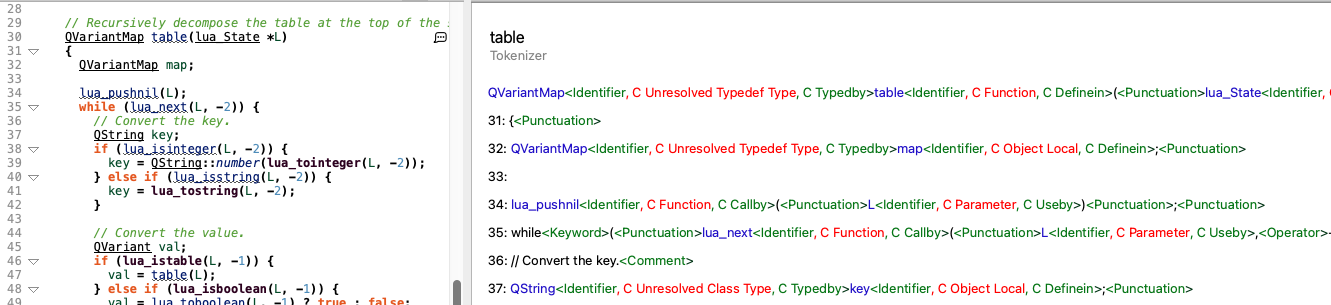 28
29 // Recursively decompose the table at the top of the
30 QVariantMap table(lua_State *L)
31 {
32 QVariantMap map;
33
34 lua_pushnil(L);
35 while (lua_next(L, -2)) {
36 // Convert the key.
37 QString key;
38 if (lua_isinteger(L, -2)) {
39 key = QString::number(lua_tointeger(L, -2));
40 } else if (lua_isstring(L, -2)) {
41 key = lua_tostring(L, -2);
42 }
43
44 // Convert the value.
45 QVariant val;
46 if (lua_istable(L, -1)) {
47 val = table(L);
48 } else if (lua_isboolean(L, -1)) {
49 val = lua_toboolean(L, -1) ? true : false;
table
Tokenizer
QVariantMap<Identifier, C Unresolved Typedef Type, C Typedby>table<Identifier, C Function, C Definein>(<Punctuation>lua_State<Identifier,
31: {<Punctuation>
32: QVariantMap<Identifier, C Unresolved Typedef Type, C Typedby>map<Identifier, C Object Local, C Definein>;<Punctuation>
33:
34: lua_pushnil<Identifier, C Function, C Callby>(<Punctuation>L<Identifier, C Parameter, C Useby>)<Punctuation>;<Punctuation>
35: while<Keyword>(<Punctuation>lua_next<Identifier, C Function, C Callby>(<Punctuation>L<Identifier, C Parameter, C Useby>,<Operator>
36: // Convert the key.<Comment>
37: QString<Identifier, C Unresolved Class Type, C Typedby>key<Identifier, C Object Local, C Definein>;<Punctuation>